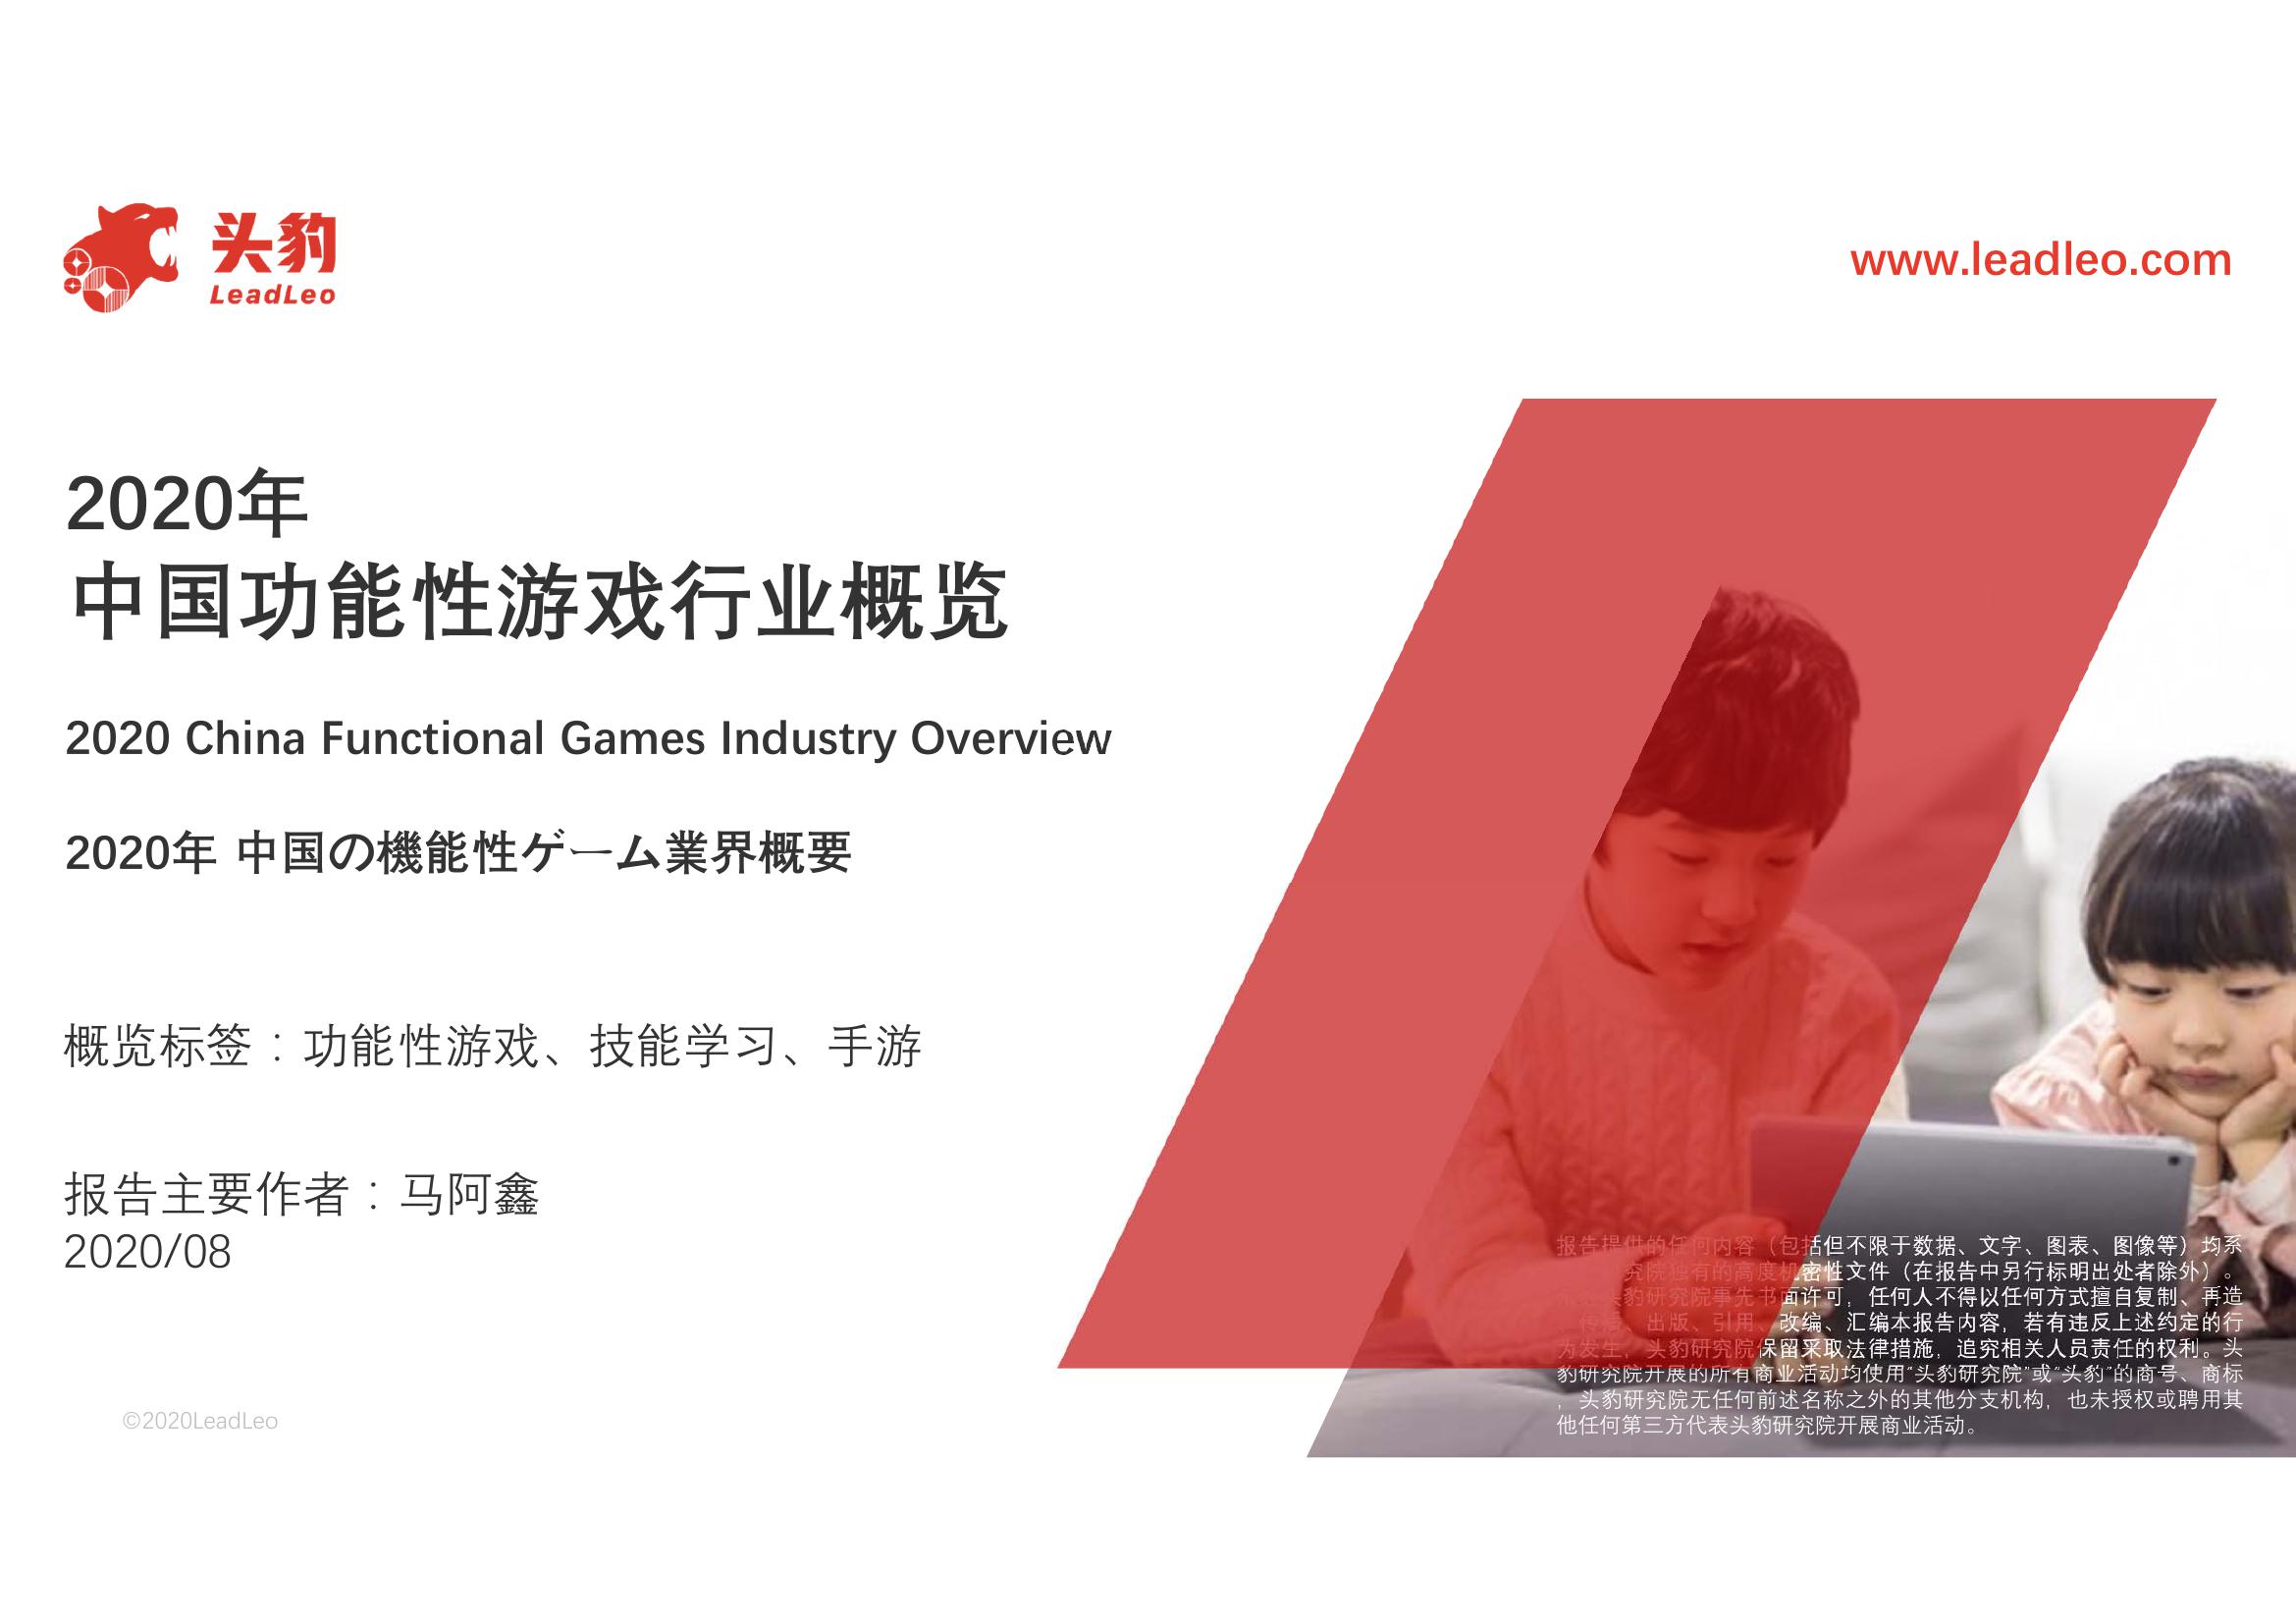 头豹
LeadLeo
www.leadleo.com
2020年
中国功能性游戏行业概览
2020 China Functional Games Industry Overview
2020年 中国の機能性ゲーム業界概要
概览标签：功能性游戏、技能学习、手游
报告主要作者：马阿鑫
2020/08
©2020LeadLeo
报告提供的任何内容（包括但不限于数据、文字、图表、图像等）均系
究院独有的高度机密性文件（在报告中另行标明出处者除外）。
头豹研究院事先书面许可，任何人不得以任何方式擅自复制、再造
、传播、出版、引用、改编、汇编本报告内容，若有违反上述约定的行
为发生，头豹研究院保留采取法律措施，追究相关人员责任的权利。头
豹研究院开展的所有商业活动均使用“头豹研究院”或“头豹”的商号、商标
，头豹研究院无任何前述名称之外的其他分支机构，也未授权或聘用其
他任何第三方代表头豹研究院开展商业活动。